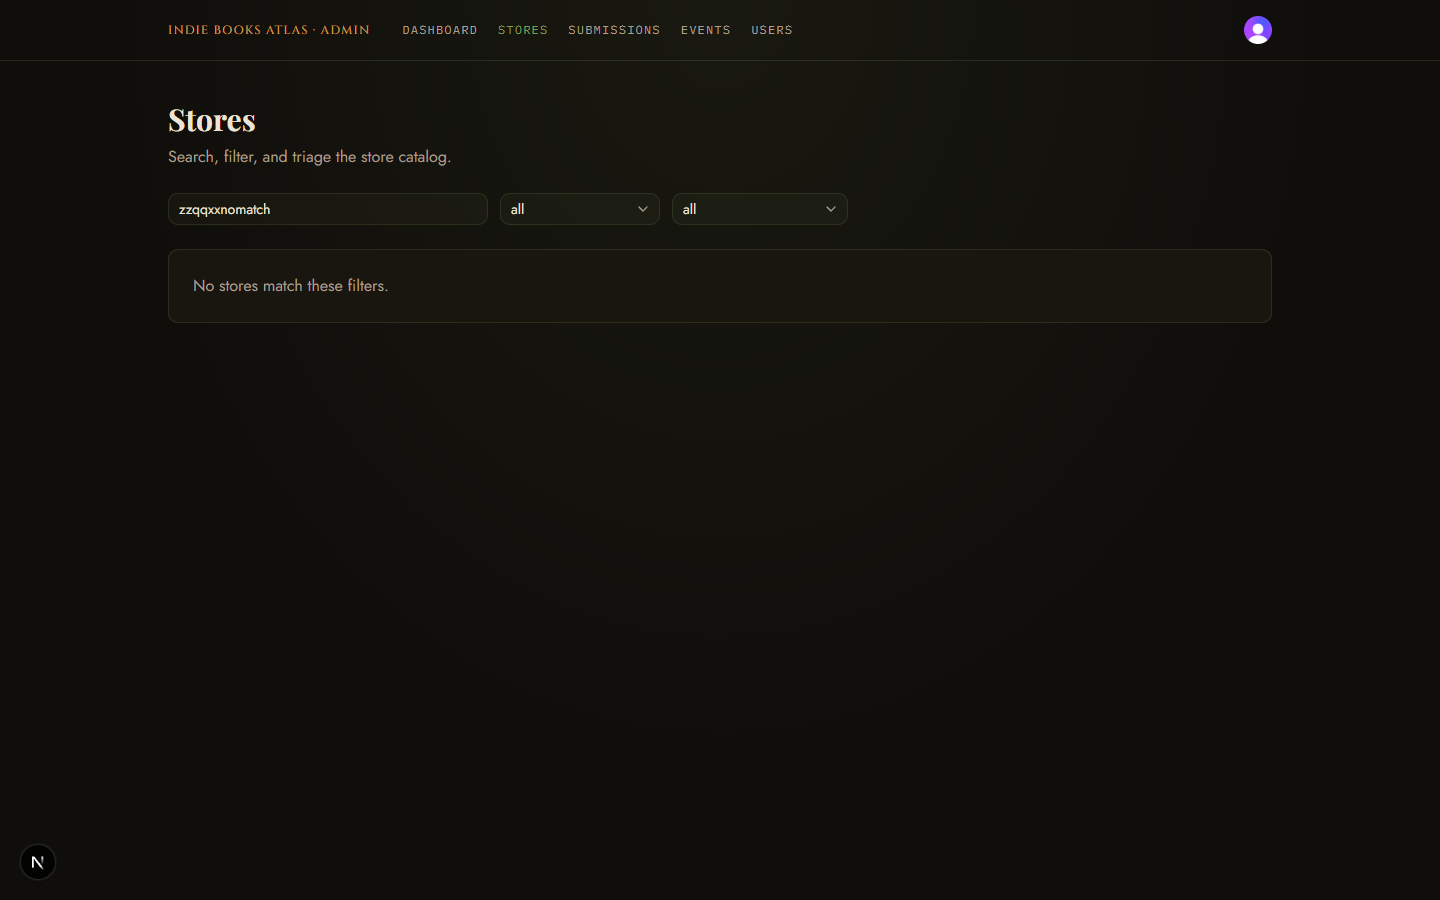 INDIE BOOKS ATLAS · ADMIN DASHBOARD STORES SUBMISSIONS EVENTS USERS
Stores
Search, filter, and triage the store catalog.
zzqqxxnomatch all all
No stores match these filters.
N